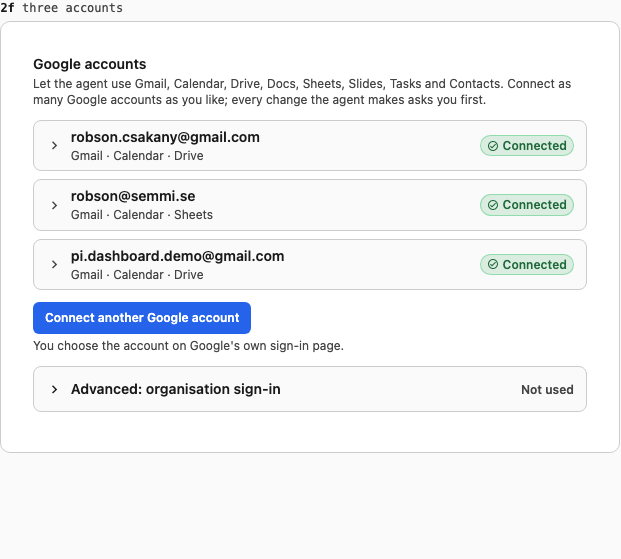 2f three accounts
Google accounts
Let the agent use Gmail, Calendar, Drive, Docs, Sheets, Slides, Tasks and Contacts. Connect as
many Google accounts as you like; every change the agent makes asks you first.
robson.csakany@gmail.com
Gmail · Calendar · Drive
Connected
robson@semmi.se
Gmail · Calendar · Sheets
Connected
pi.dashboard.demo@gmail.com
Gmail · Calendar · Drive
Connected
Connect another Google account
You choose the account on Google's own sign-in page.
Advanced: organisation sign-in
Not used